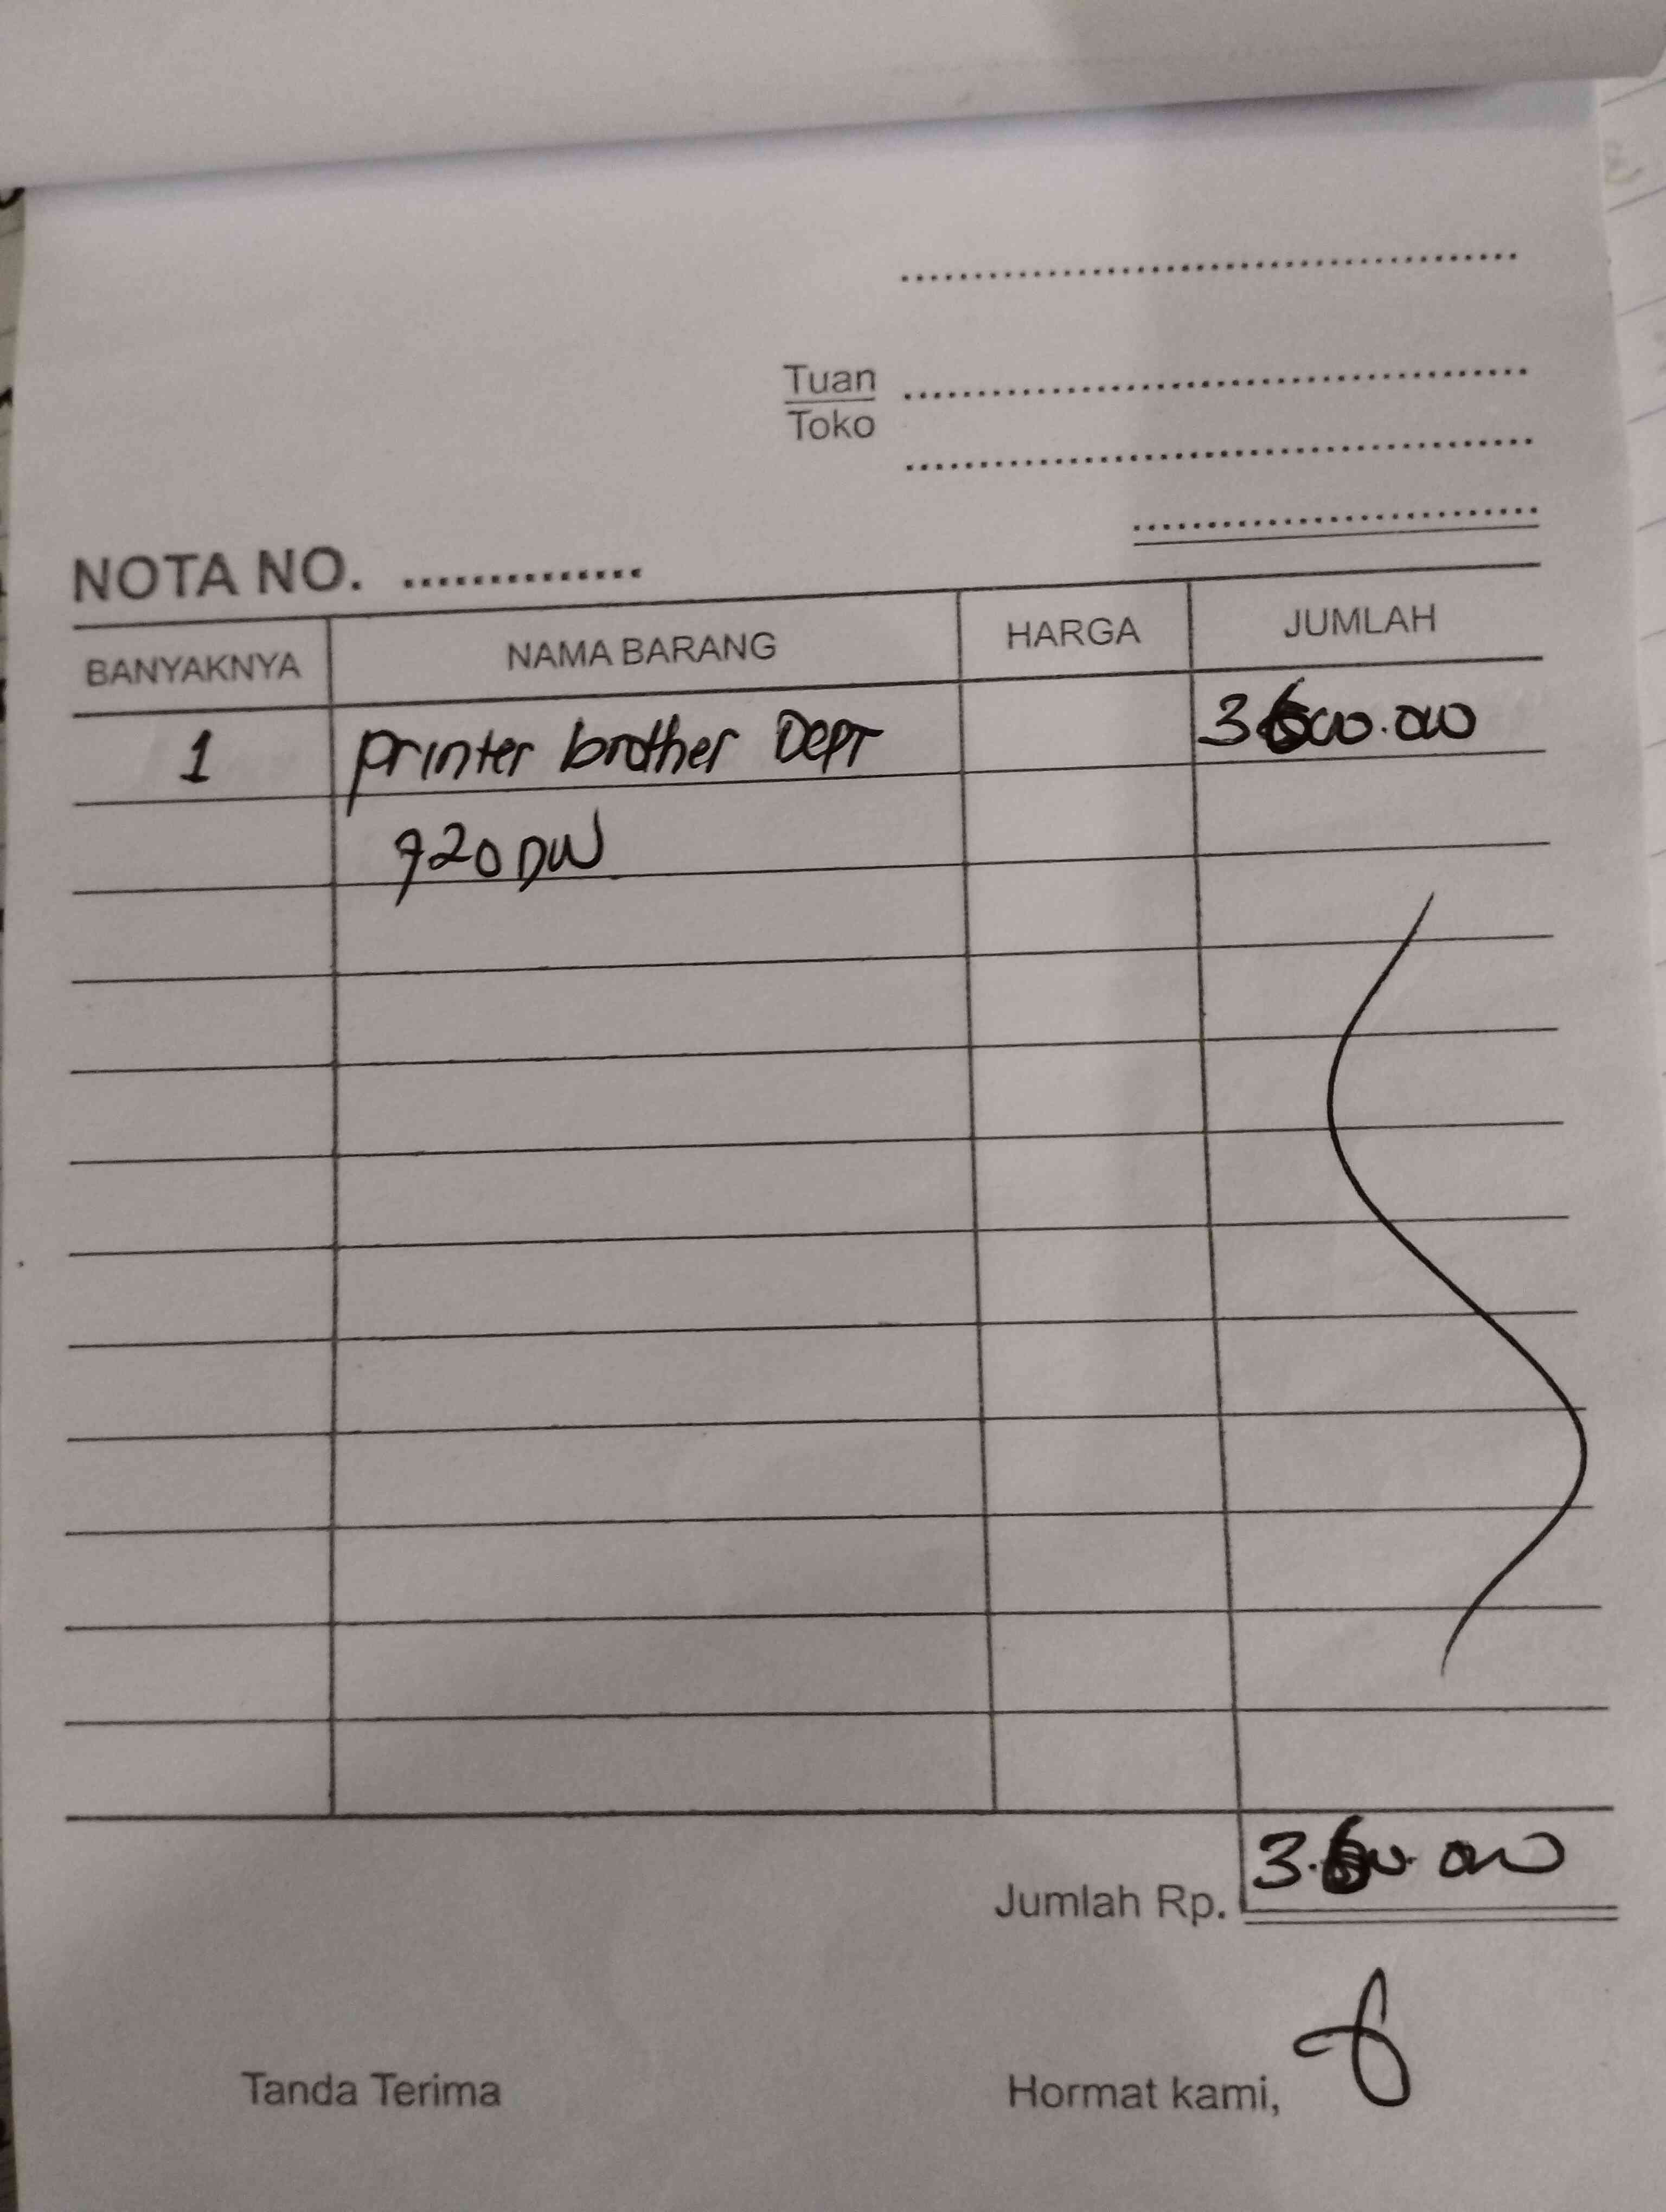 Tuan
Toko
NOTA NO. ..............
BANYAKNYA NAMA BARANG HARGA JUMLAH
1 printer brother DCPT
720 DW
Jumlah Rp.
Tanda Terima Hormat kami,